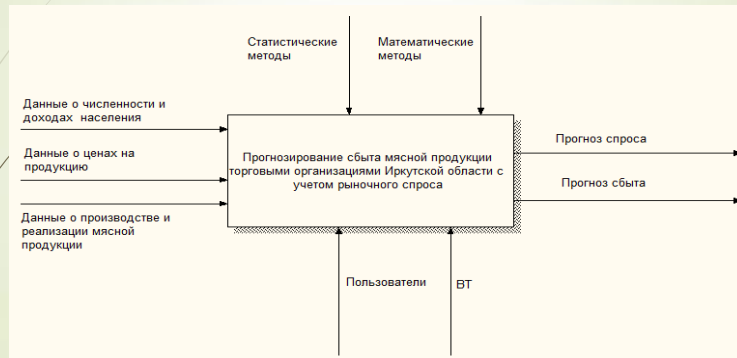 Статистические
методы
Математические
методы
Данные о численности и
доходах населения
Данные о ценах на
продукцию
Данные о производстве и
реализации мясной
продукции
Прогнозирование сбыта мясной продукции
торговыми организациями Иркутской области с
учетом рыночного спроса
Прогноз спроса
Прогноз сбыта
Пользователи
ВТ